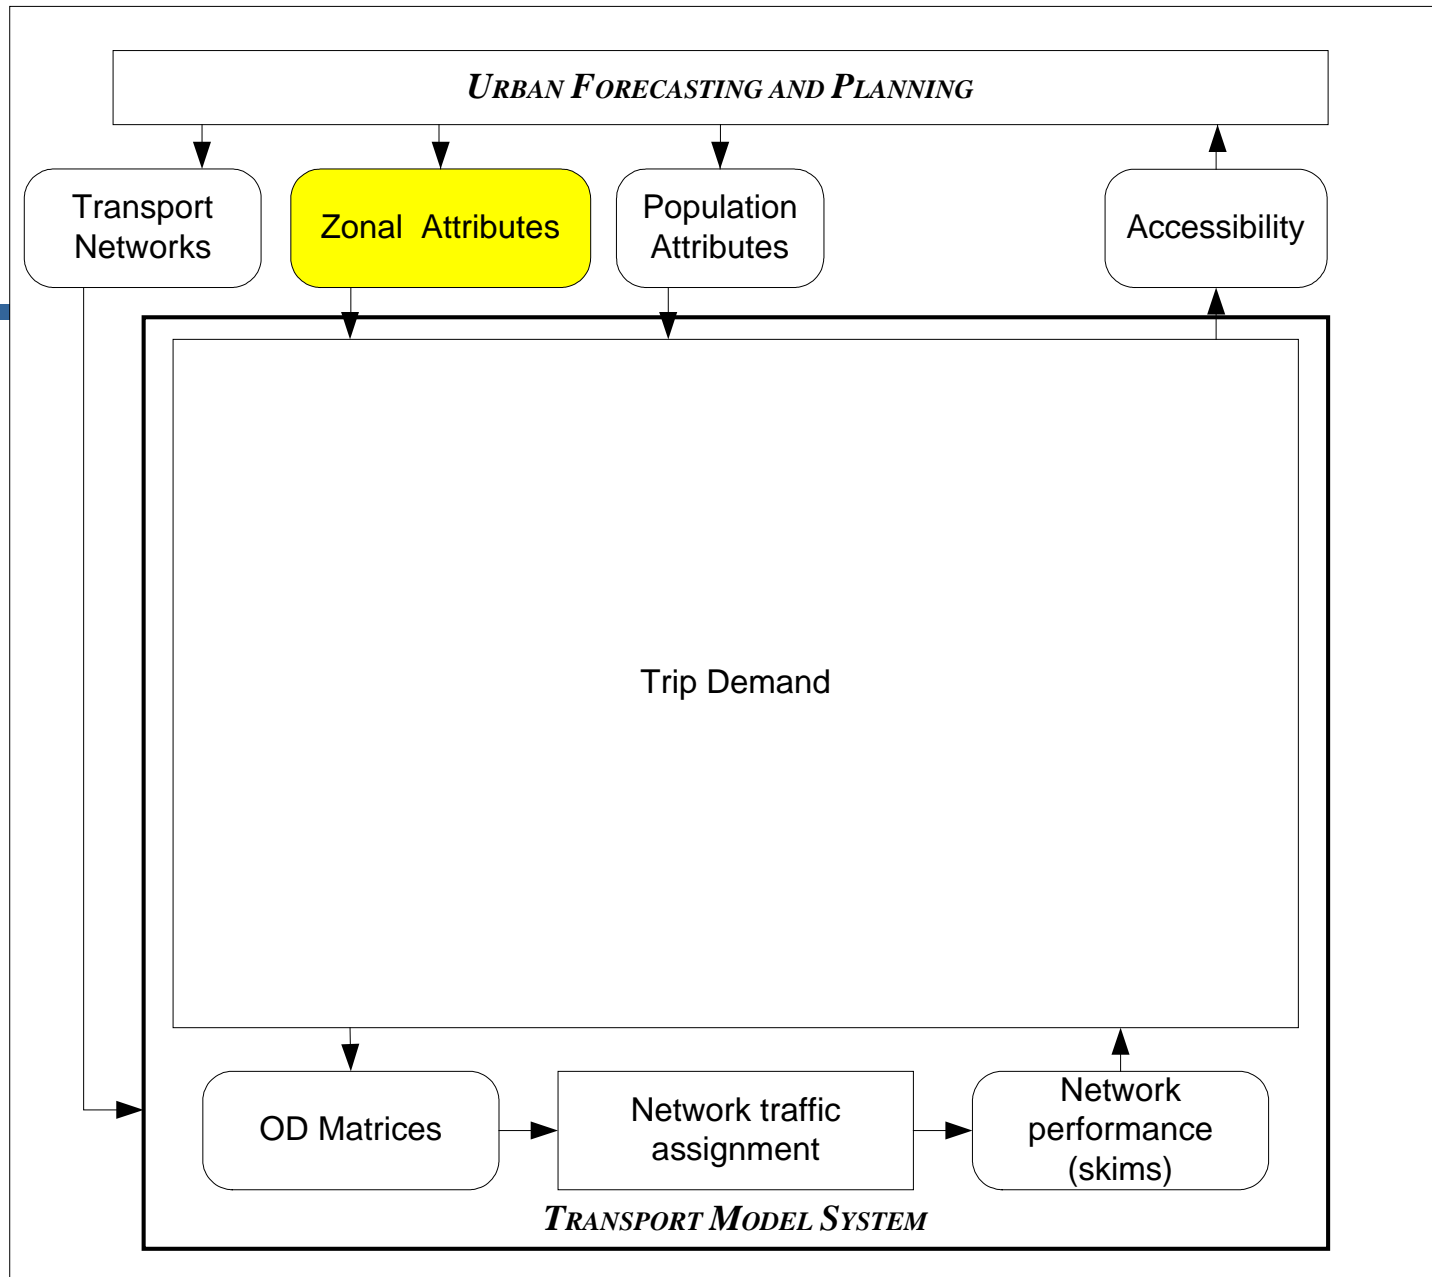 URBAN FORECASTING AND PLANNING
Transport
Networks
Zonal Attributes
Population
Attributes
Accessibility
Trip Demand
OD Matrices
Network traffic
assignment
Network
performance
(skims)
TRANSPORT MODEL SYSTEM